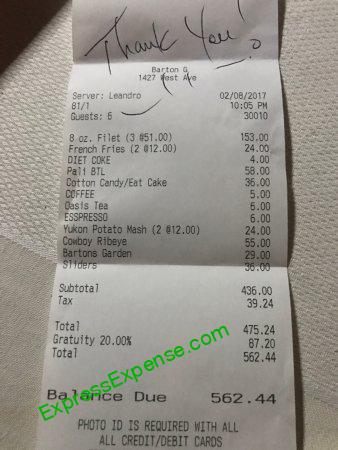 Thank You!
Barton G
1427 West Ave
Server: Leandro 02/08/2017
81/1 10:05 PM
Guests: 6 30010
8 oz. Filet (3 @51.00) 153.00
French Fries (2 @12.00) 24.00
DIET COKE 4.00
Pali BTL 58.00
Cotton Candy/Eat Cake 36.00
COFFEE 5.00
Oasis Tea 6.00
ESSPRESSO 6.00
Yukon Potato Mash (2 @12.00) 24.00
Cowboy Ribeye 55.00
Bartons Garden 29.00
Sliders 36.00
Subtotal 436.00
Tax 39.24
Total 475.24
Gratuity 20.00% 87.20
Total 562.44
Balance Due 562.44
ExpressExpense.com
PHOTO ID IS REQUIRED WITH ALL
ALL CREDIT/DEBIT CARDS